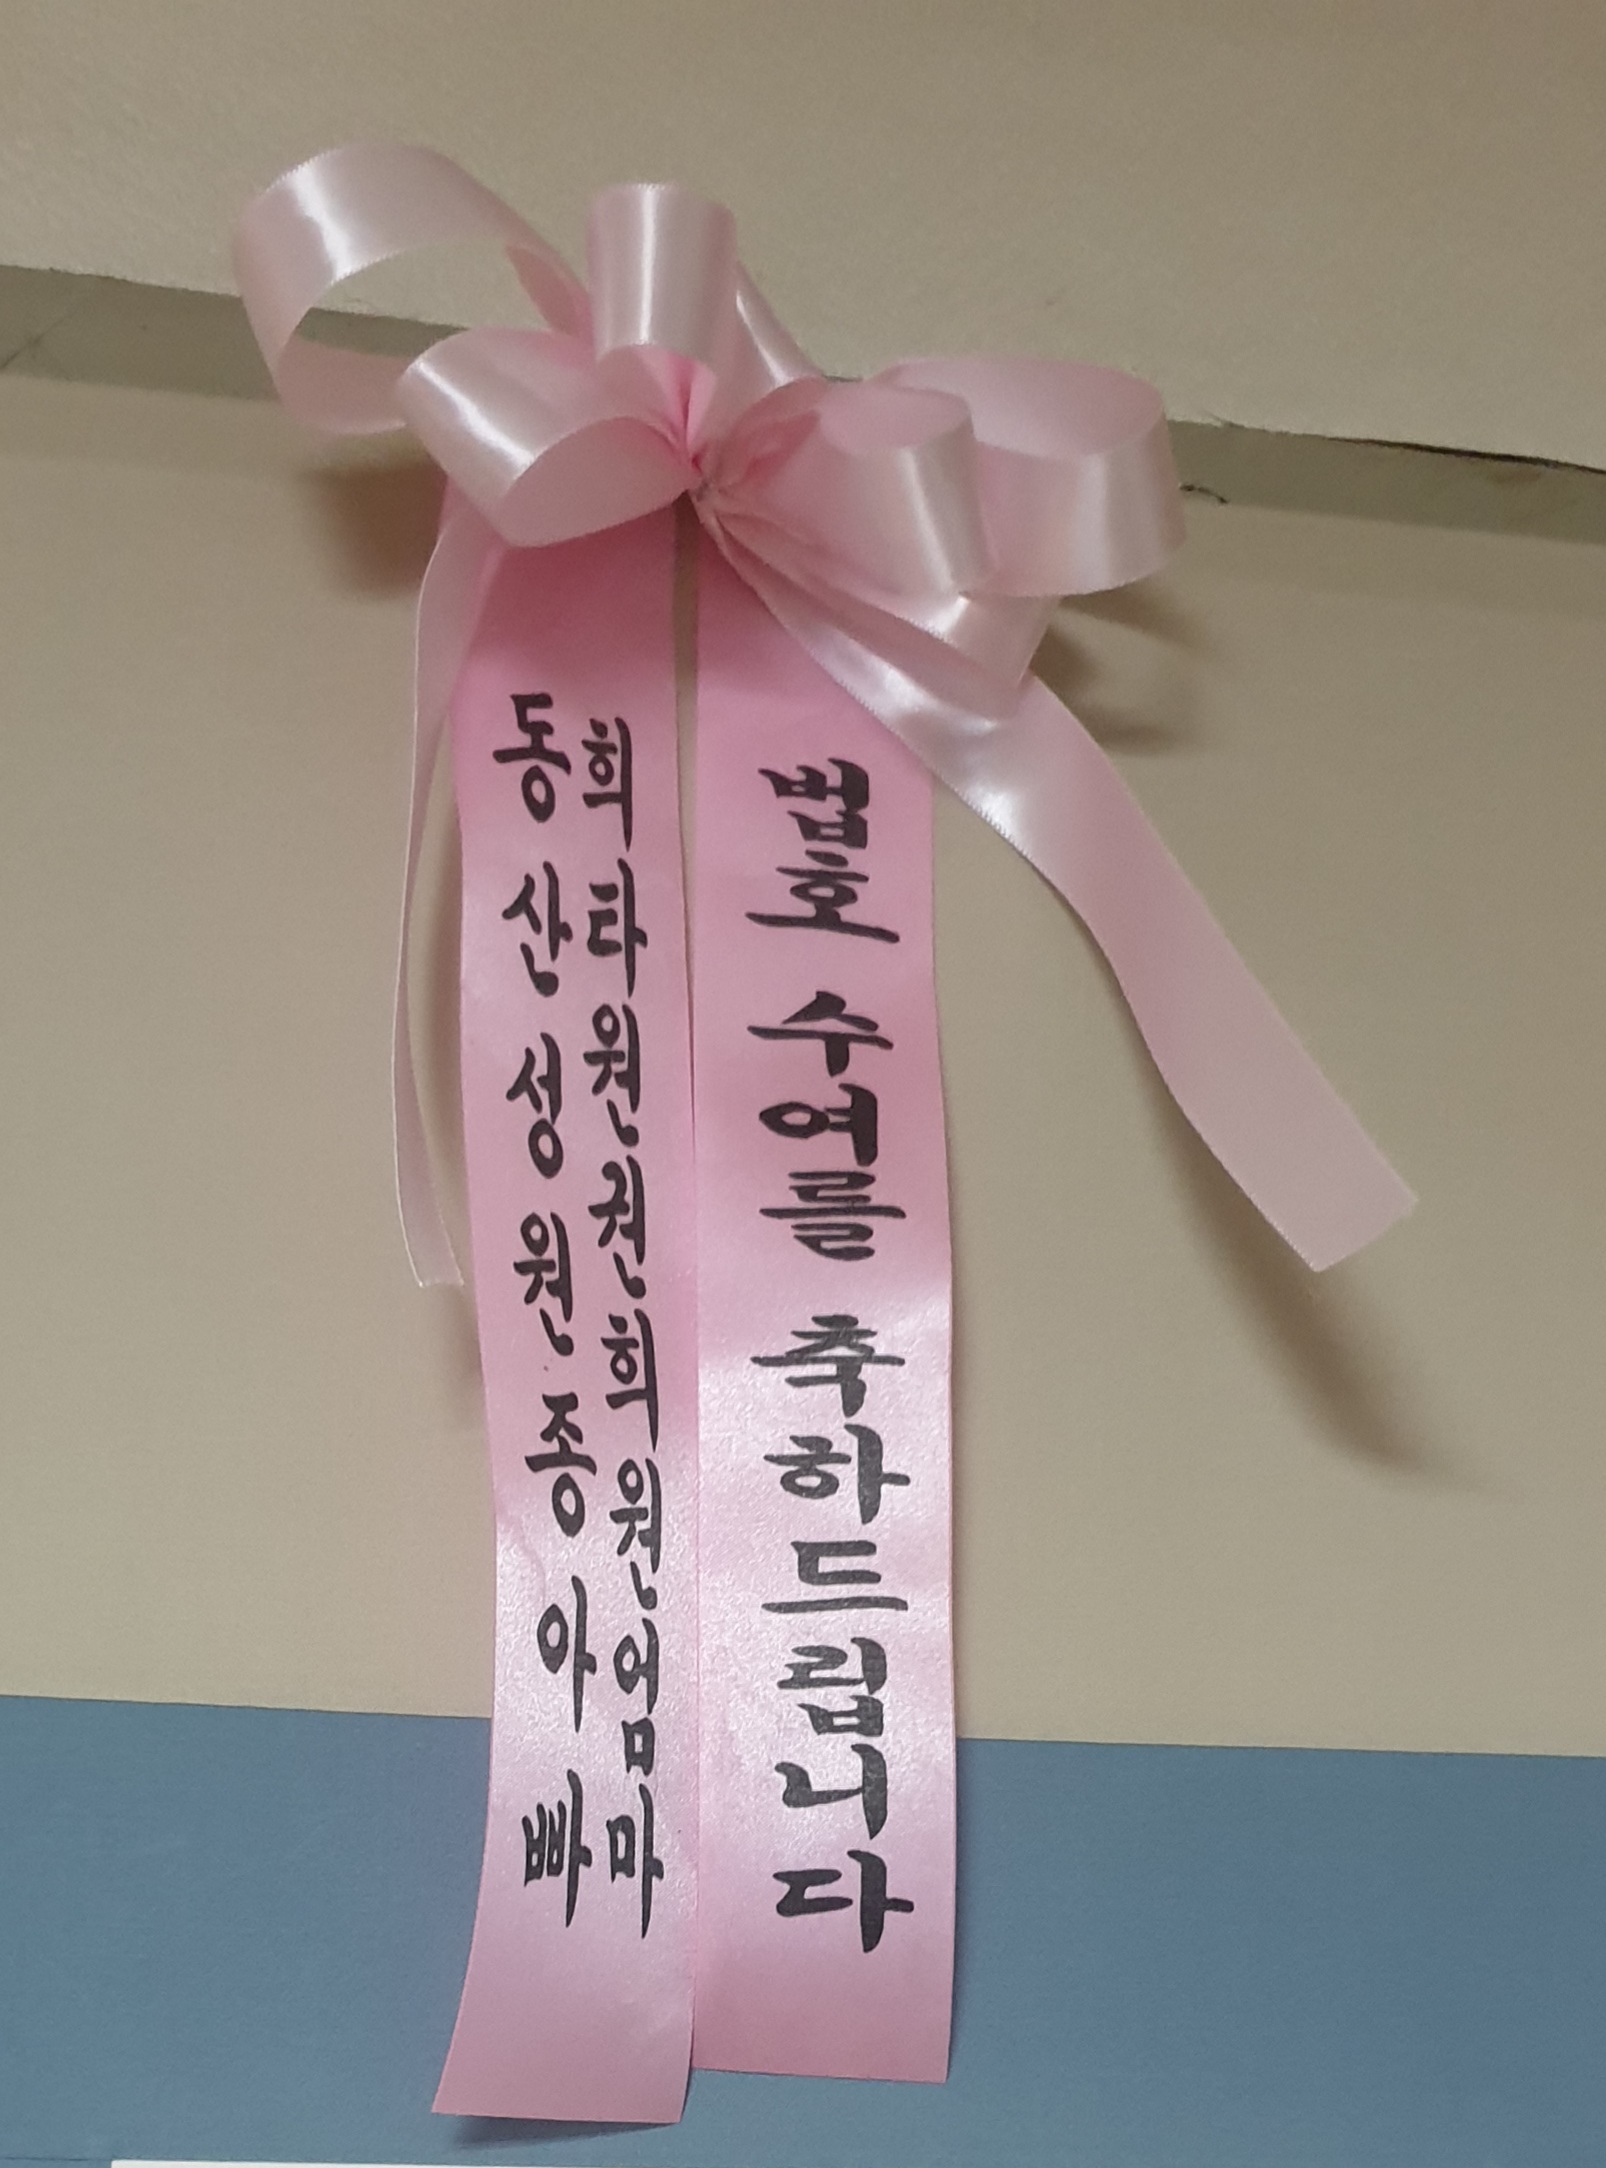 법호 수여를 축하드립니다
희타원 권희원 엄마
동산 성원종 아빠